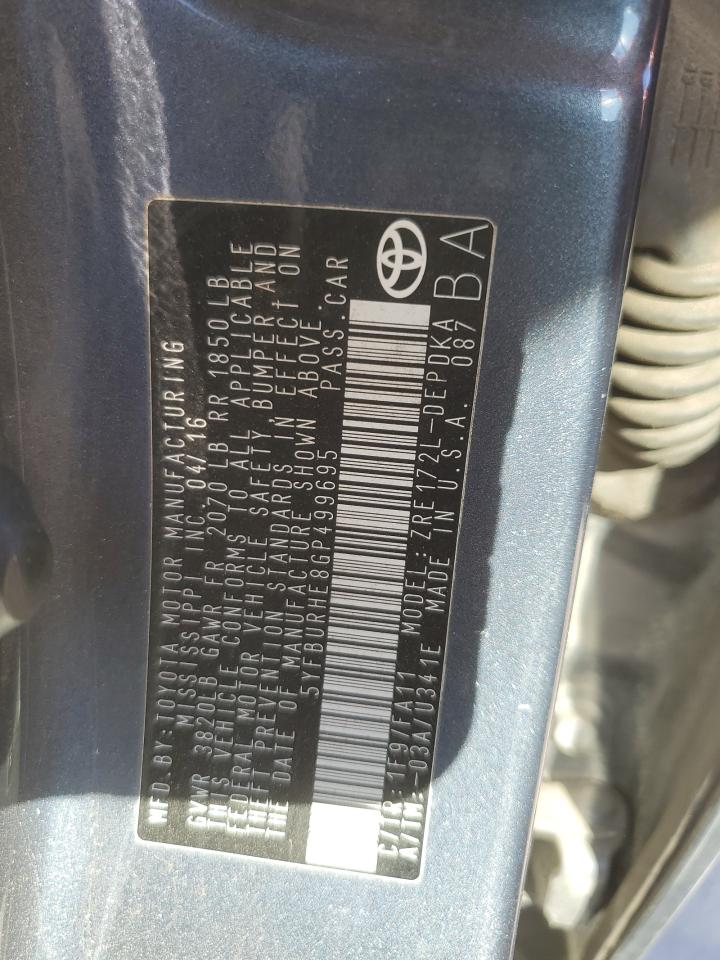 MFD.BY:TOYOTA MOTOR MANUFACTURING
MISSISSIPPI INC. 04/16
GVWR 3820LB GAWR FR 2070 LB RR 1850LB
THIS VEHICLE CONFORMS TO ALL APPLICABLE
FEDERAL MOTOR VEHICLE SAFETY,BUMPER,AND
THEFT PREVENTION STANDARDS IN EFFECT ON
THE DATE OF MANUFACTURE SHOWN ABOVE.
5YFBURHE8GP499695 PASS.CAR
C/TR:1F9/FA11 MODEL:ZRE172L-DEPDKA
A/TM:-03A/U341E MADE IN U.S.A. 087
BA